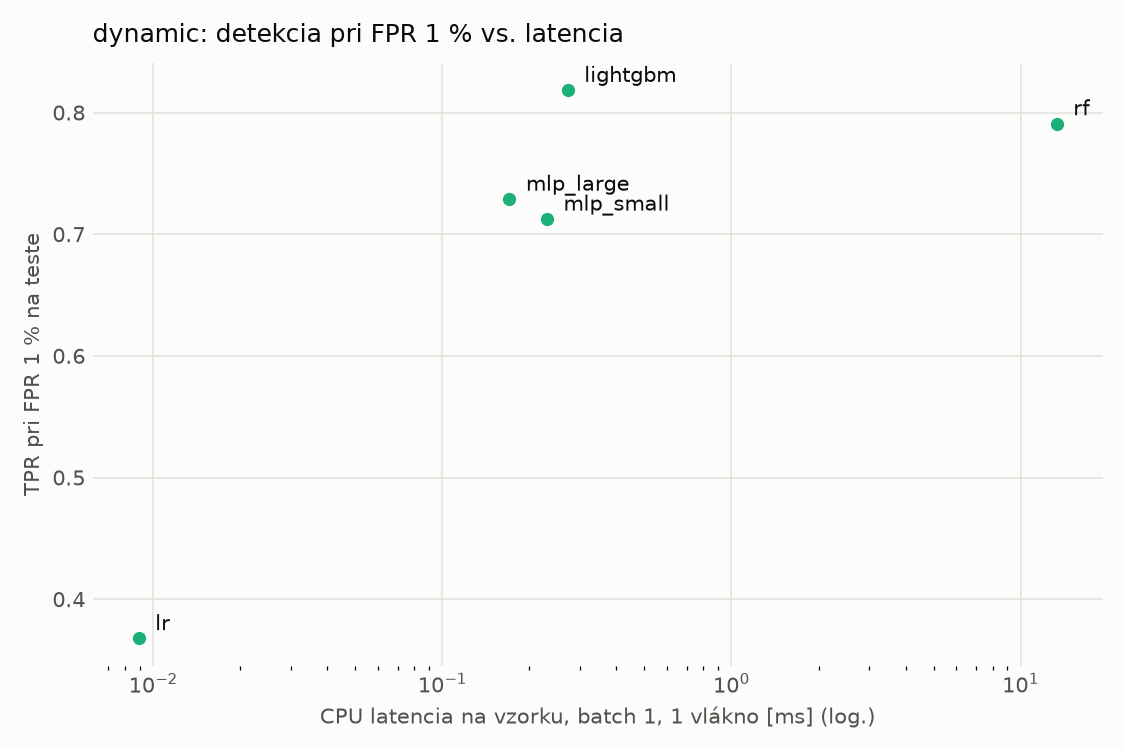 dynamic: detekcia pri FPR 1 % vs. latencia
lightgbm
rf
mlp_large
mlp_small
lr
TPR pri FPR 1 % na teste
0.8
0.7
0.6
0.5
0.4
10⁻²
10⁻¹
10⁰
10¹
CPU latencia na vzorku, batch 1, 1 vlákno [ms] (log.)